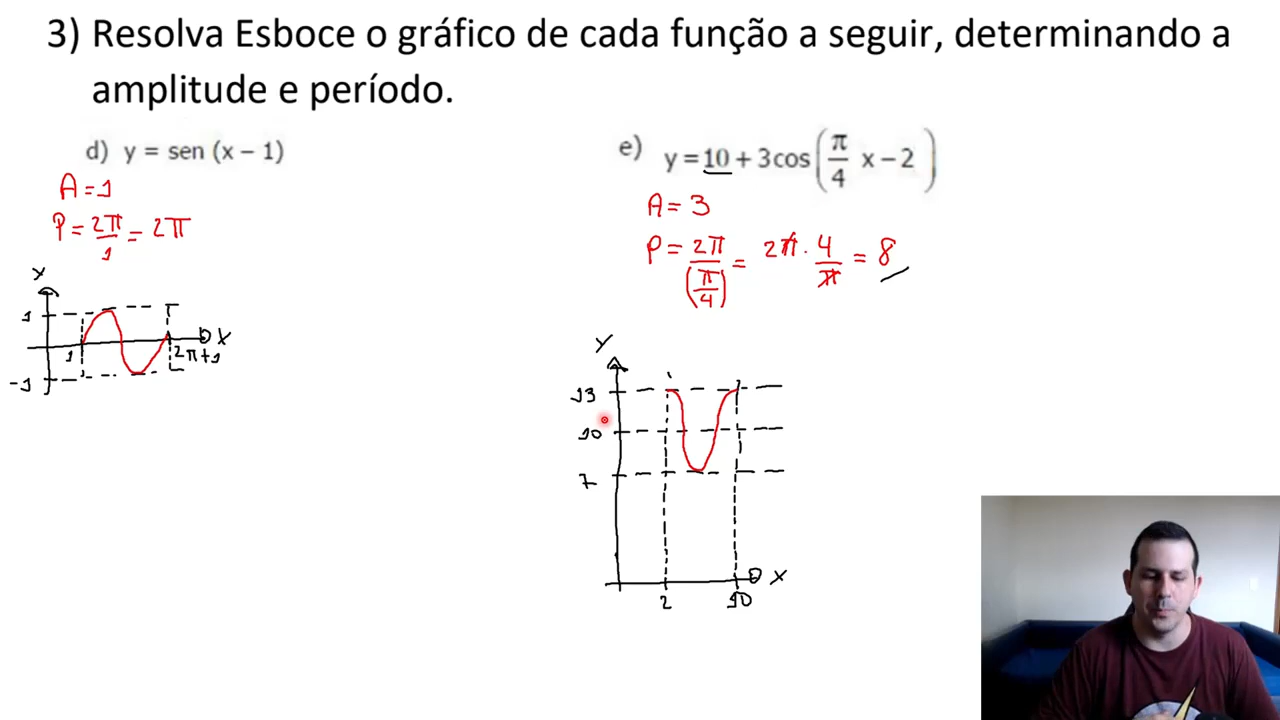 3) Resolva Esboce o gráfico de cada função a seguir, determinando a
amplitude e período.
d) y = sen (x – 1)
A = 1
P = 2π/1 = 2π
X
1
-1
1
2π+1
X
e) y = 10 + 3cos (π/4 x – 2)
A = 3
P = 2π/(π/4) = 2π · 4/π = 8
Y
13
10
7
2
10
X